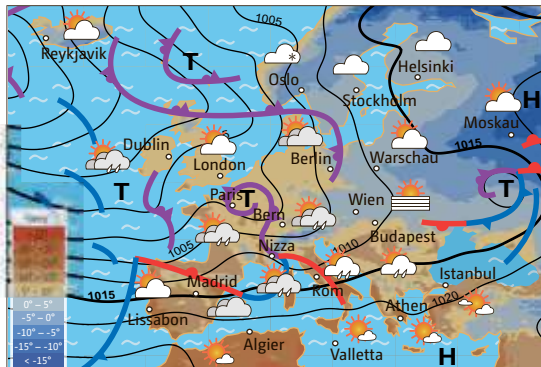 1005
Reykjavik
T
Oslo
Helsinki
Stockholm
H
Moskau
1015
Dublin
London
Berlin
Warschau
T
Paris
T
T
Bern
Wien
1005
Nizza
1010
Budapest
1015
Madrid
Rom
Istanbul
1020
Lissabon
Athen
Algier
Valletta
H
0° – 5°
-5° – 0°
-10° – -5°
-15° – -10°
< -15°